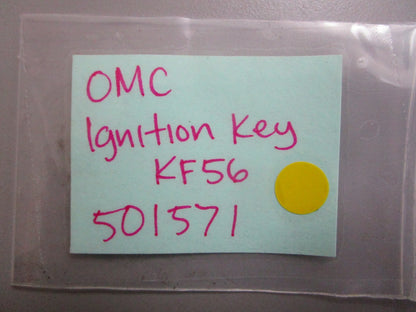 OMC
Ignition Key
KF56
501571